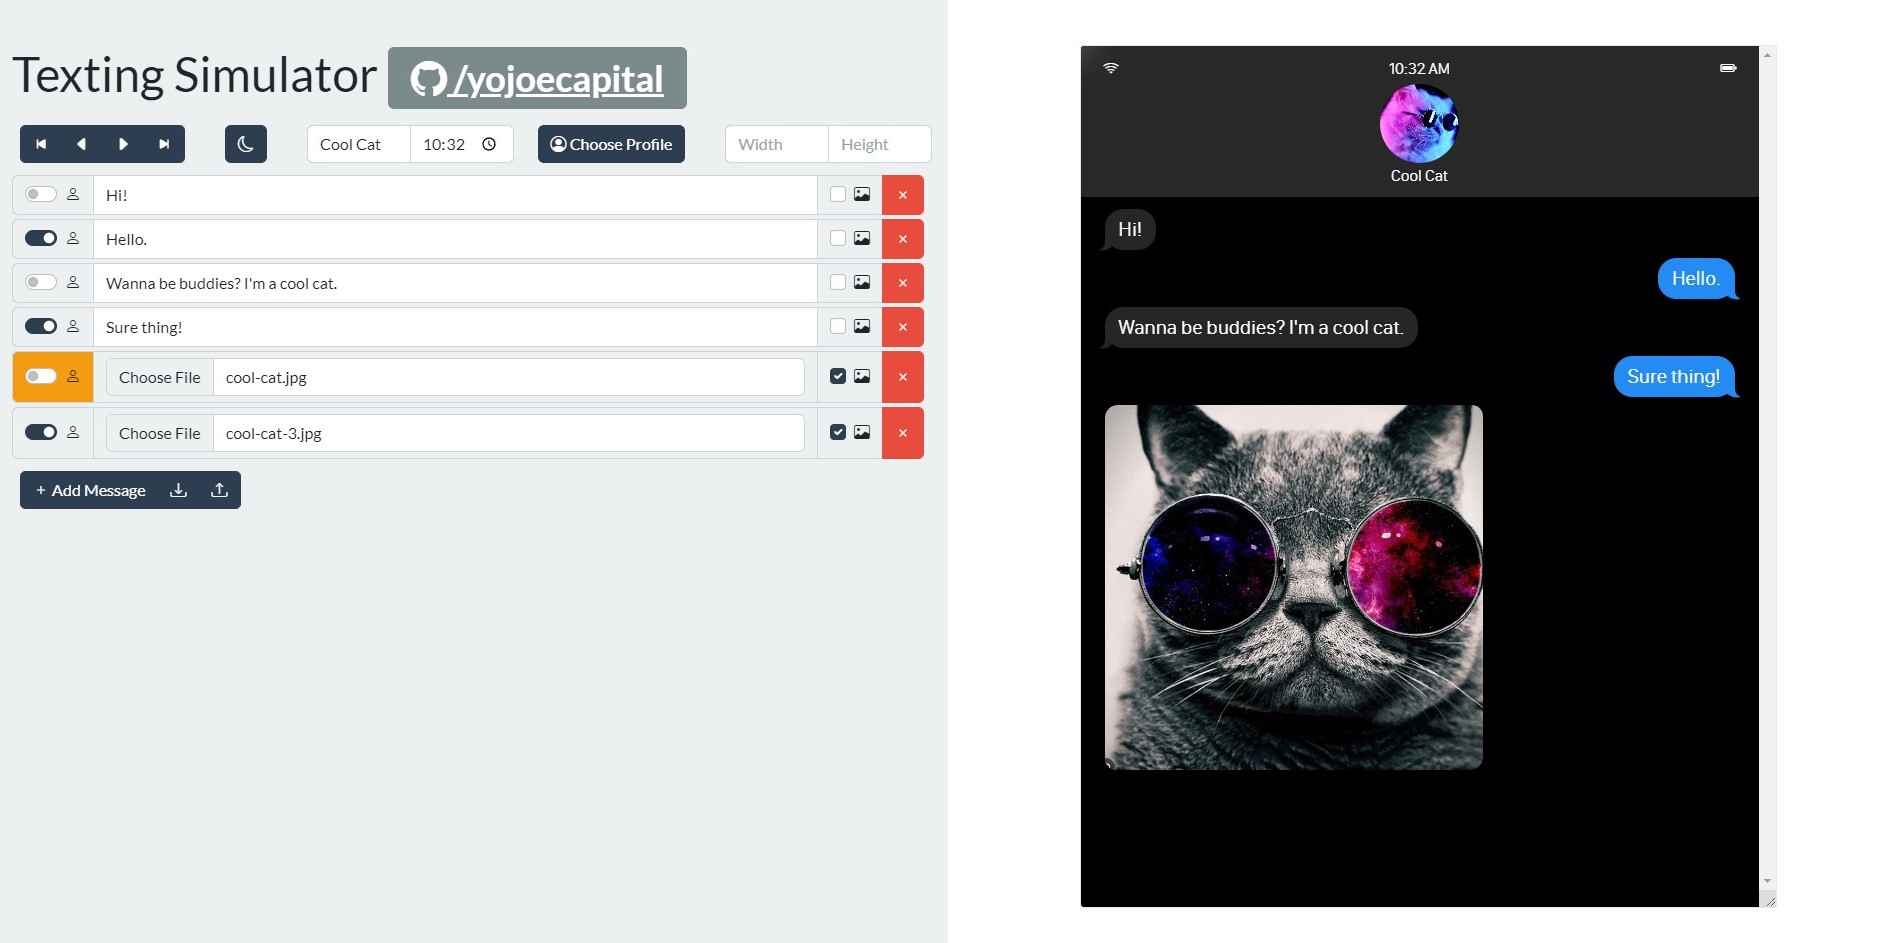 Texting Simulator /yojoecapital
Cool Cat 10:32 Choose Profile Width Height
Hi!
Hello.
Wanna be buddies? I'm a cool cat.
Sure thing!
Choose File cool-cat.jpg
Choose File cool-cat-3.jpg
+ Add Message
10:32 AM
Cool Cat
Hi!
Hello.
Wanna be buddies? I'm a cool cat.
Sure thing!